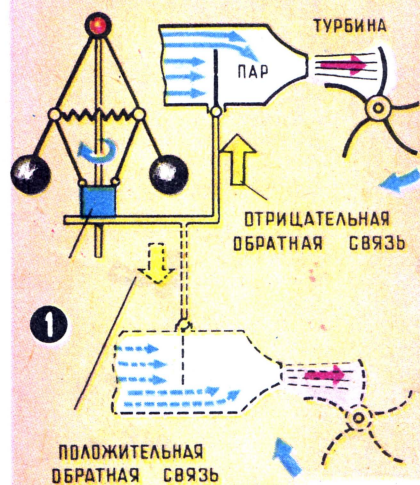 ТУРБИНА
ПАР
ОТРИЦАТЕЛЬНАЯ
ОБРАТНАЯ СВЯЗЬ
1
ПОЛОЖИТЕЛЬНАЯ
ОБРАТНАЯ СВЯЗЬ